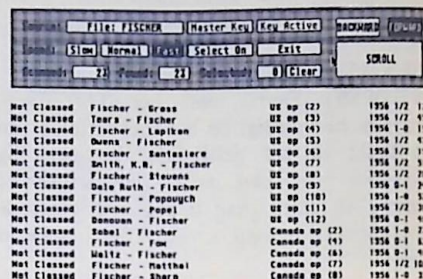 File: FISCHER Master Key Key Active BACKWARD
Slow Normal Fast Select On Exit SCROLL
23 23 0 Clear
Not Classed Fischer - Gross US op (2) 1956 1/2
Not Classed Tears - Fischer US op (3) 1956 1/2
Not Classed Fischer - US op (4) 1956 1-0
Not Classed Owens - Fischer US op (5) 1956 1/2
Not Classed Fischer - Santasiere US op (6) 1956 1/2
Not Classed Smith, K.R. - Fischer US op (7) 1956 1/2
Not Classed Fischer - Stevens US op (8) 1956 1/2
Not Classed Dale Ruth - Fischer US op (9) 1956 0-1
Not Classed Fischer - Popovych US op (10) 1956 1-0
Not Classed Fischer - Popel US op (11) 1956 1/2
Not Classed Donovan - Fischer US op (12) 1956 0-1
Not Classed Sobel - Fischer Canada op (2) 1956 1-0
Not Classed Fischer - Fox Canada op (4) 1956 0-1
Not Classed Waltz - Fischer Canada op (6) 1956 0-1
Not Classed Fischer - Matthai Canada op (7) 1956 1/2
Not Classed Fischer - Sharp Canada op (8) 1956